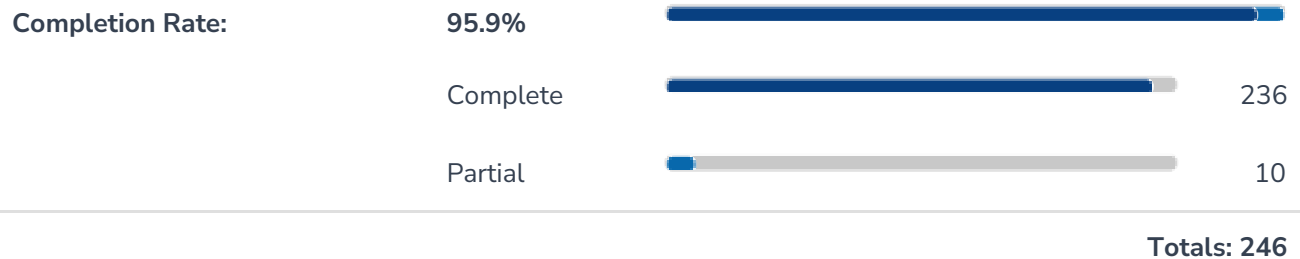 Completion Rate: 95.9%
Complete 236
Partial 10
Totals: 246